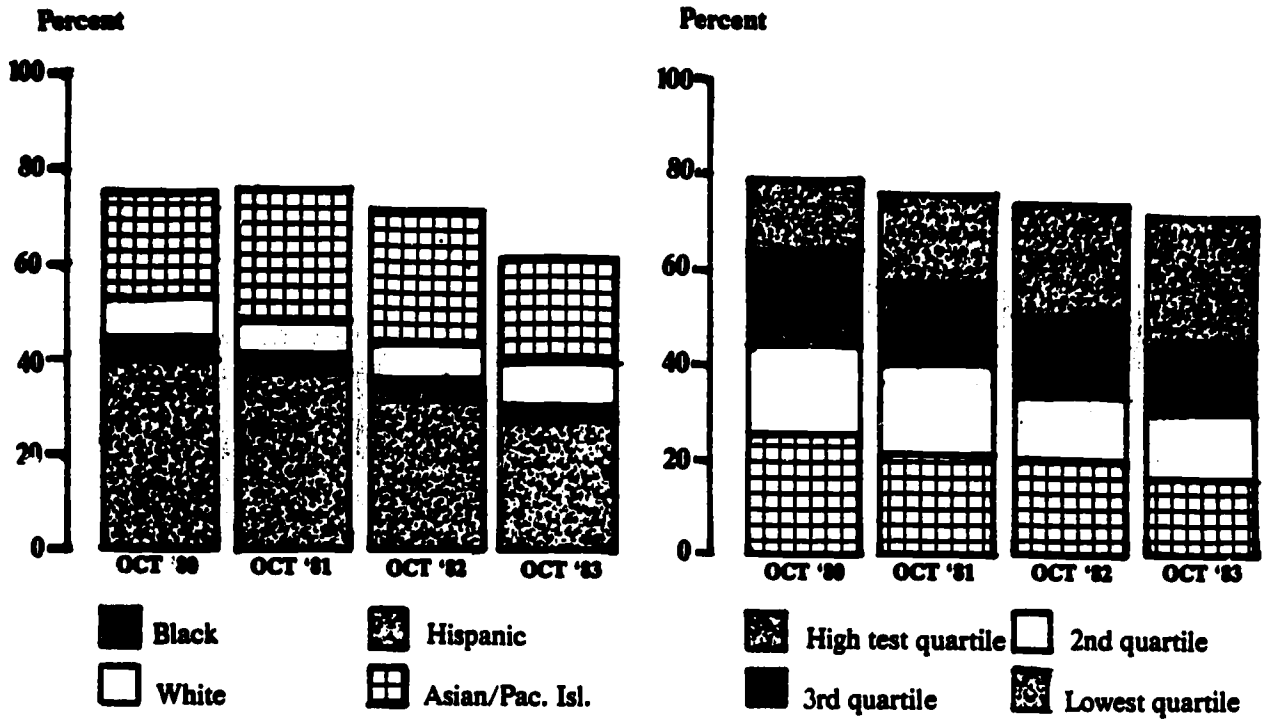 Percent
100
80
60
40
20
0
OCT '80 OCT '81 OCT '82 OCT '83
Black Hispanic
White Asian/Pac. Isl.
Percent
100
80
60
40
20
0
OCT '80 OCT '81 OCT '82 OCT '83
High test quartile 2nd quartile
3rd quartile Lowest quartile